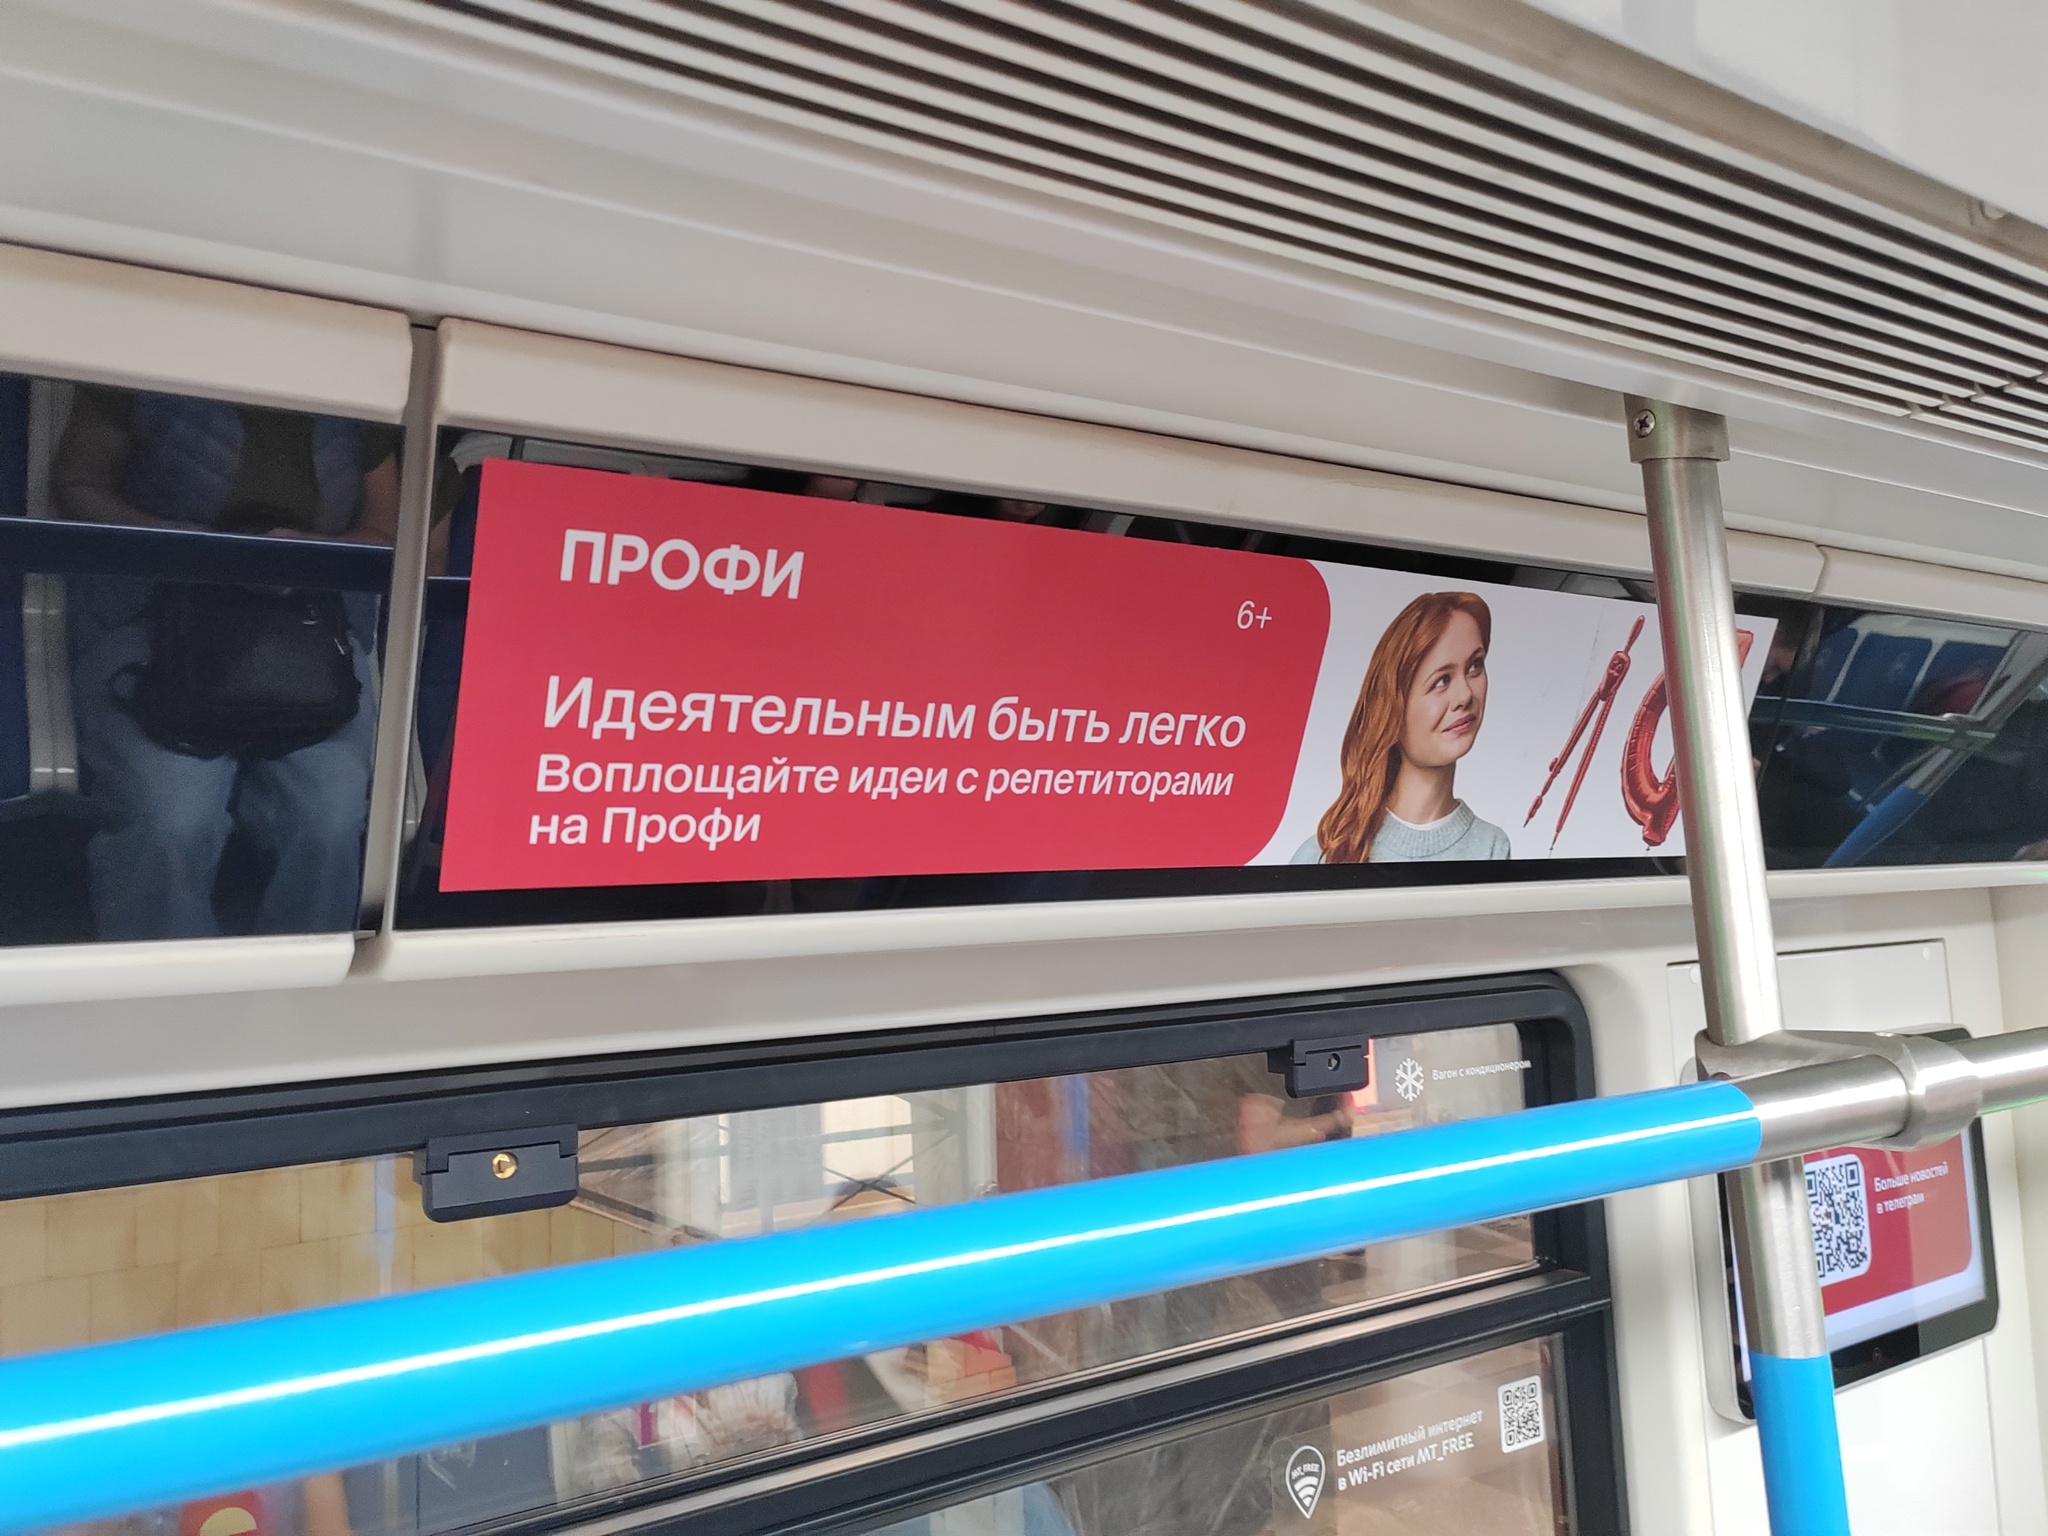 ПРОФИ
6+
Идеятельным быть легко
Воплощайте идеи с репетиторами
на Профи
Вагон с кондиционером
Больше новостей
в телеграм
MT_FREE
Безлимитный интернет
в Wi-Fi сети MT_FREE